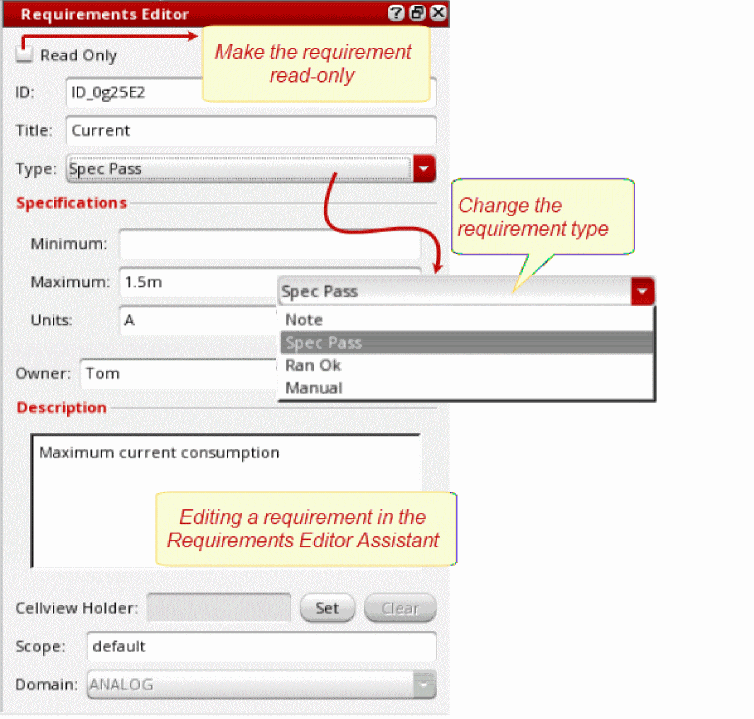 Requirements Editor
Read Only
Make the requirement
read-only
ID: ID_0g25E2
Title: Current
Type: Spec Pass
Specifications
Change the
requirement type
Minimum:
Maximum: 1.5m
Spec Pass
Units: A
Note
Spec Pass
Ran Ok
Manual
Owner: Tom
Description
Maximum current consumption
Editing a requirement in the
Requirements Editor Assistant
Cellview Holder: Set Clear
Scope: default
Domain: ANALOG